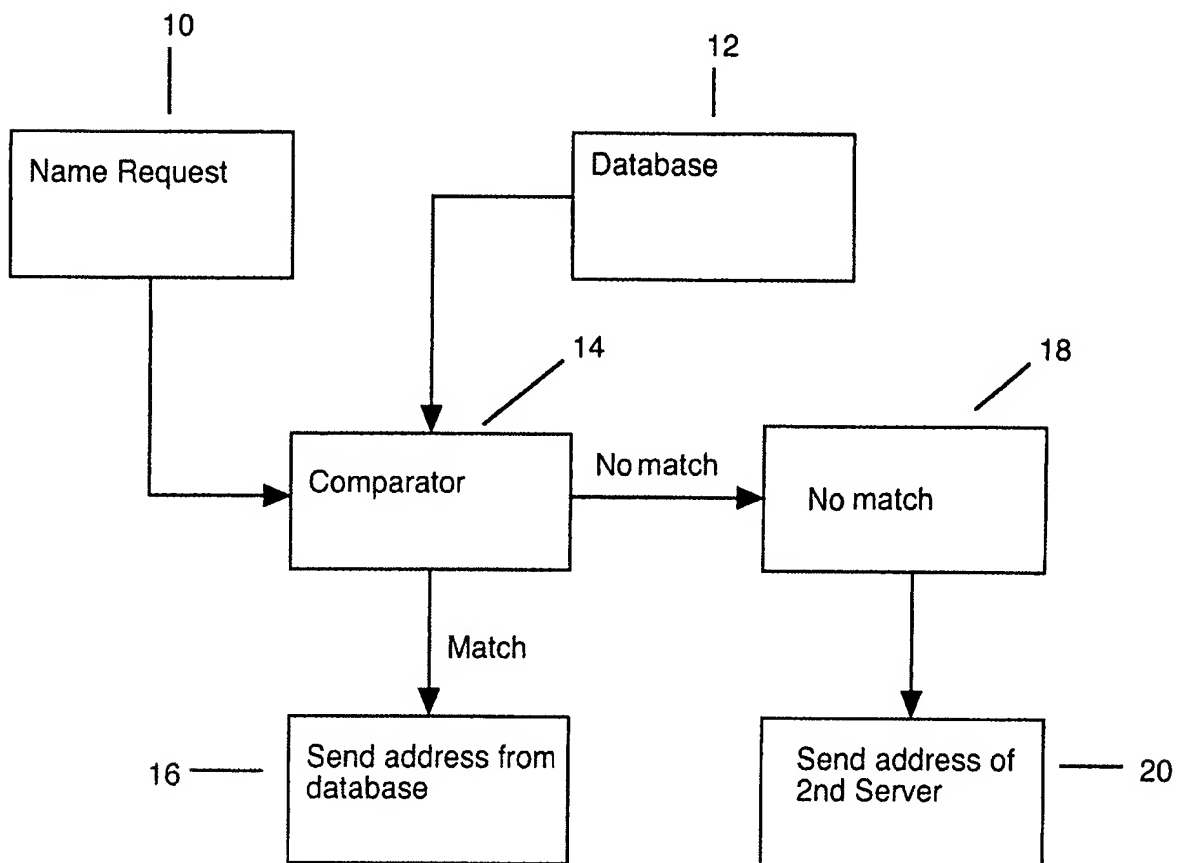 10
12
Name Request
Database
14
18
Comparator
No match
No match
Match
Send address from
database
16
Send address of
2nd Server
20